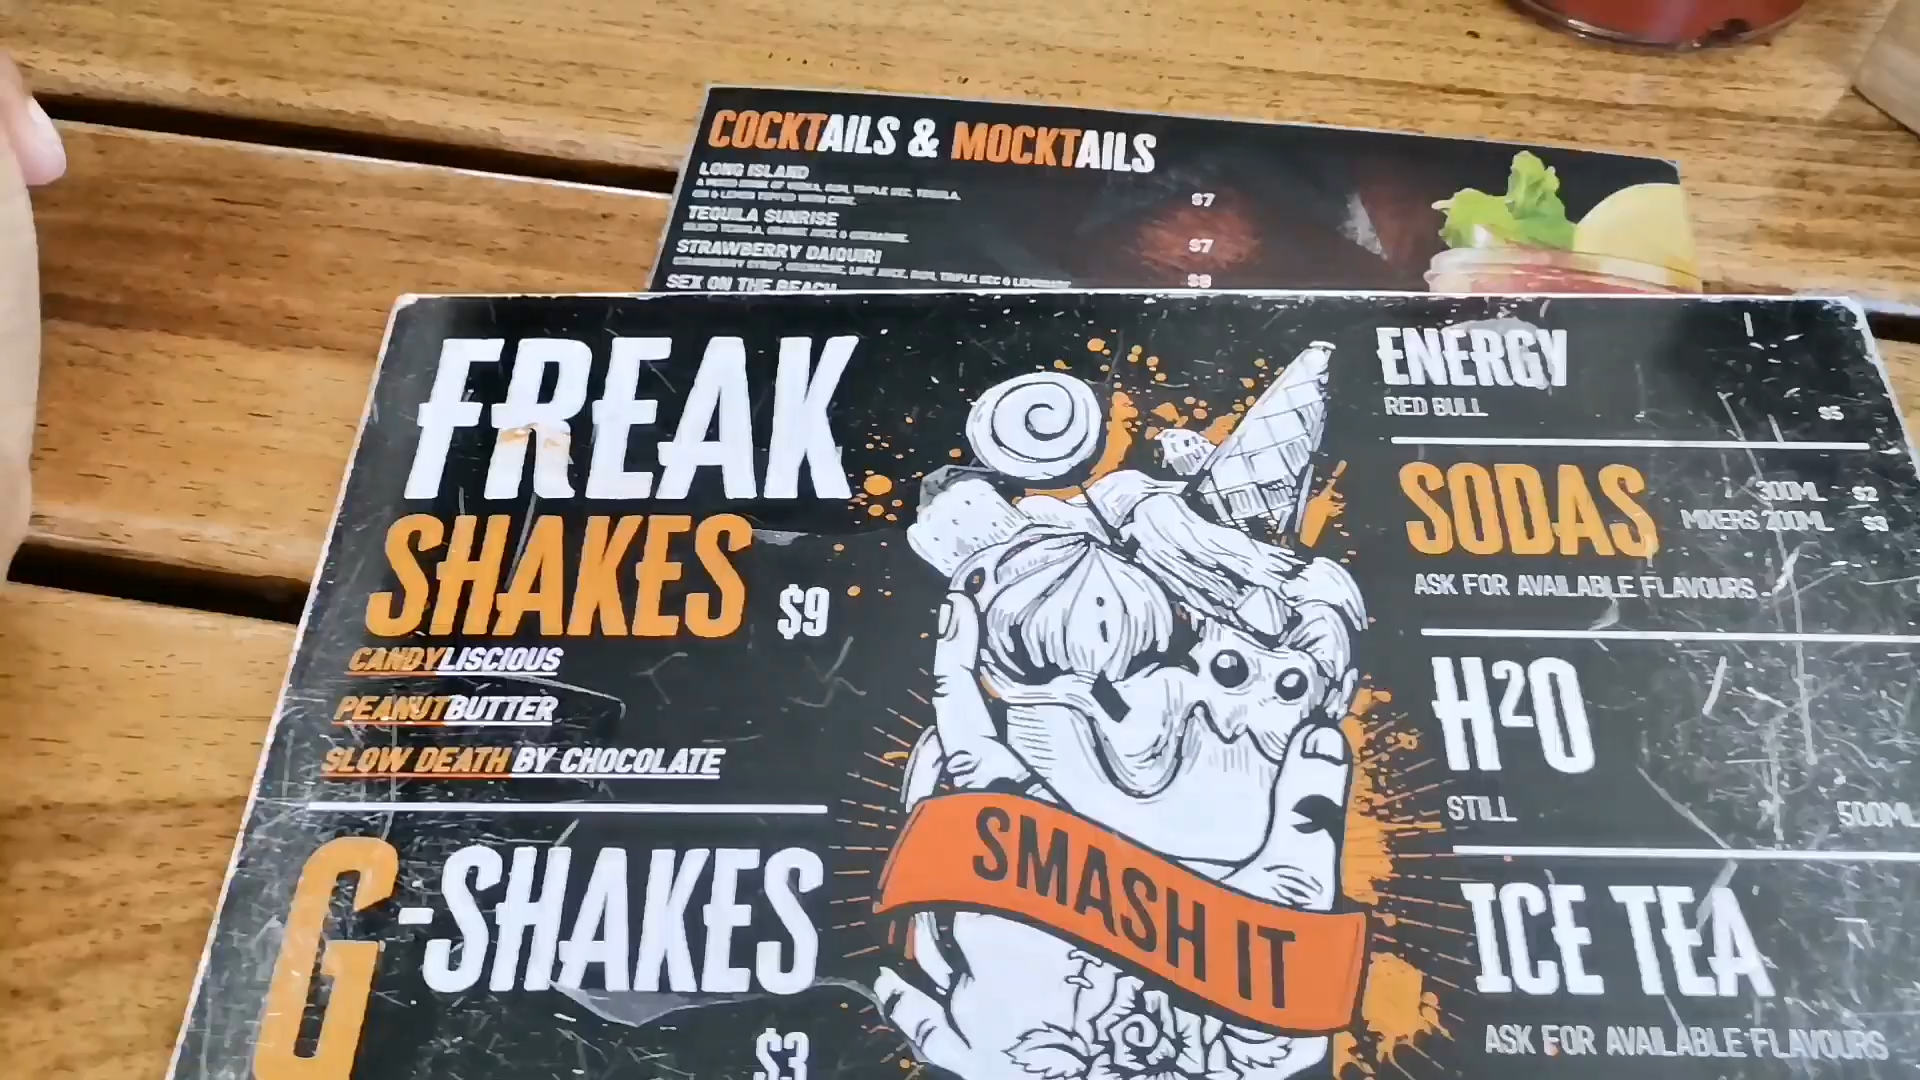 COCKTAILS & MOCKTAILS
LONG ISLAND
$7
TEQUILA SUNRISE
$7
STRAWBERRY DAIQUIRI
SEX ON THE BEACH
FREAK
SHAKES $9
CANDYLISCIOUS
PEANUTBUTTER
SLOW DEATH BY CHOCOLATE
G-SHAKES
$3
SMASH IT
ENERGY
RED BULL $5
SODAS
300ML $2
MIXERS 200ML $3
ASK FOR AVAILABLE FLAVOURS
H²O
STILL 500ML
ICE TEA
ASK FOR AVAILABLE FLAVOURS